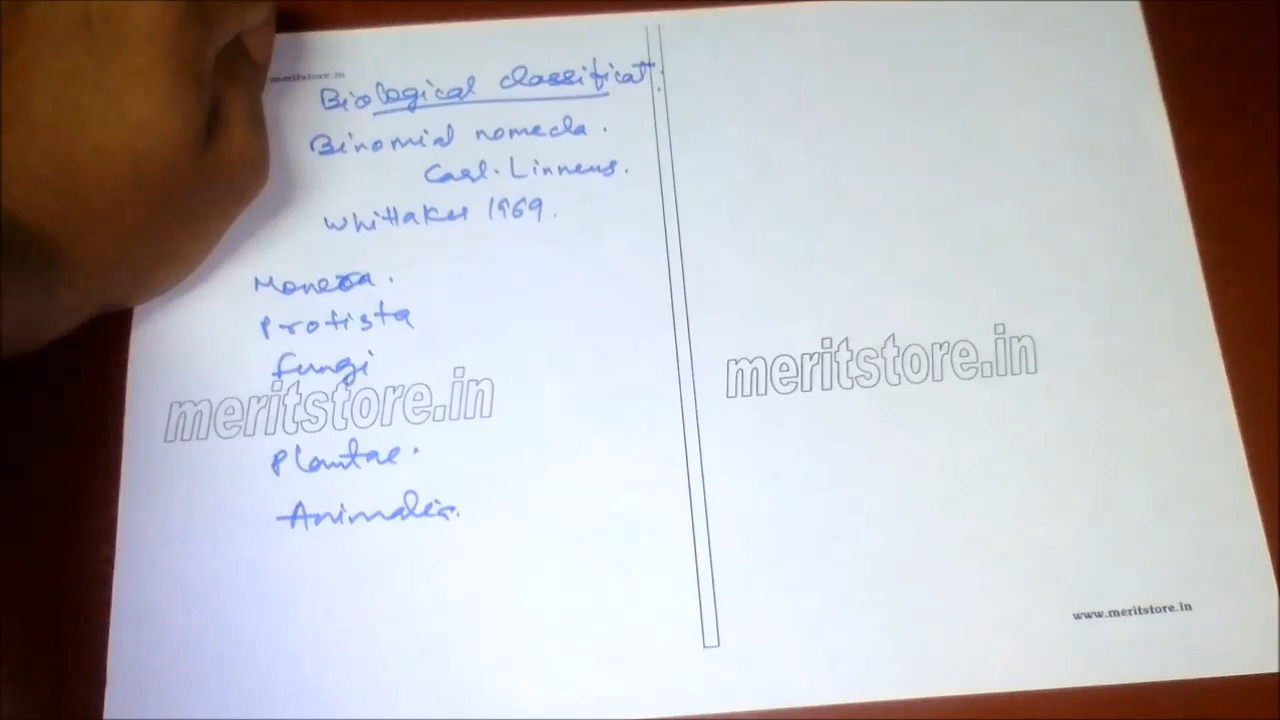 meritstore.in
Biological classificat :
Binomial nomecla .
Carl. Linneus.
Whittaker 1969.
Monera .
Protista
fungi
meritstore.in
Plantae .
Animalia.
meritstore.in
www.meritstore.in